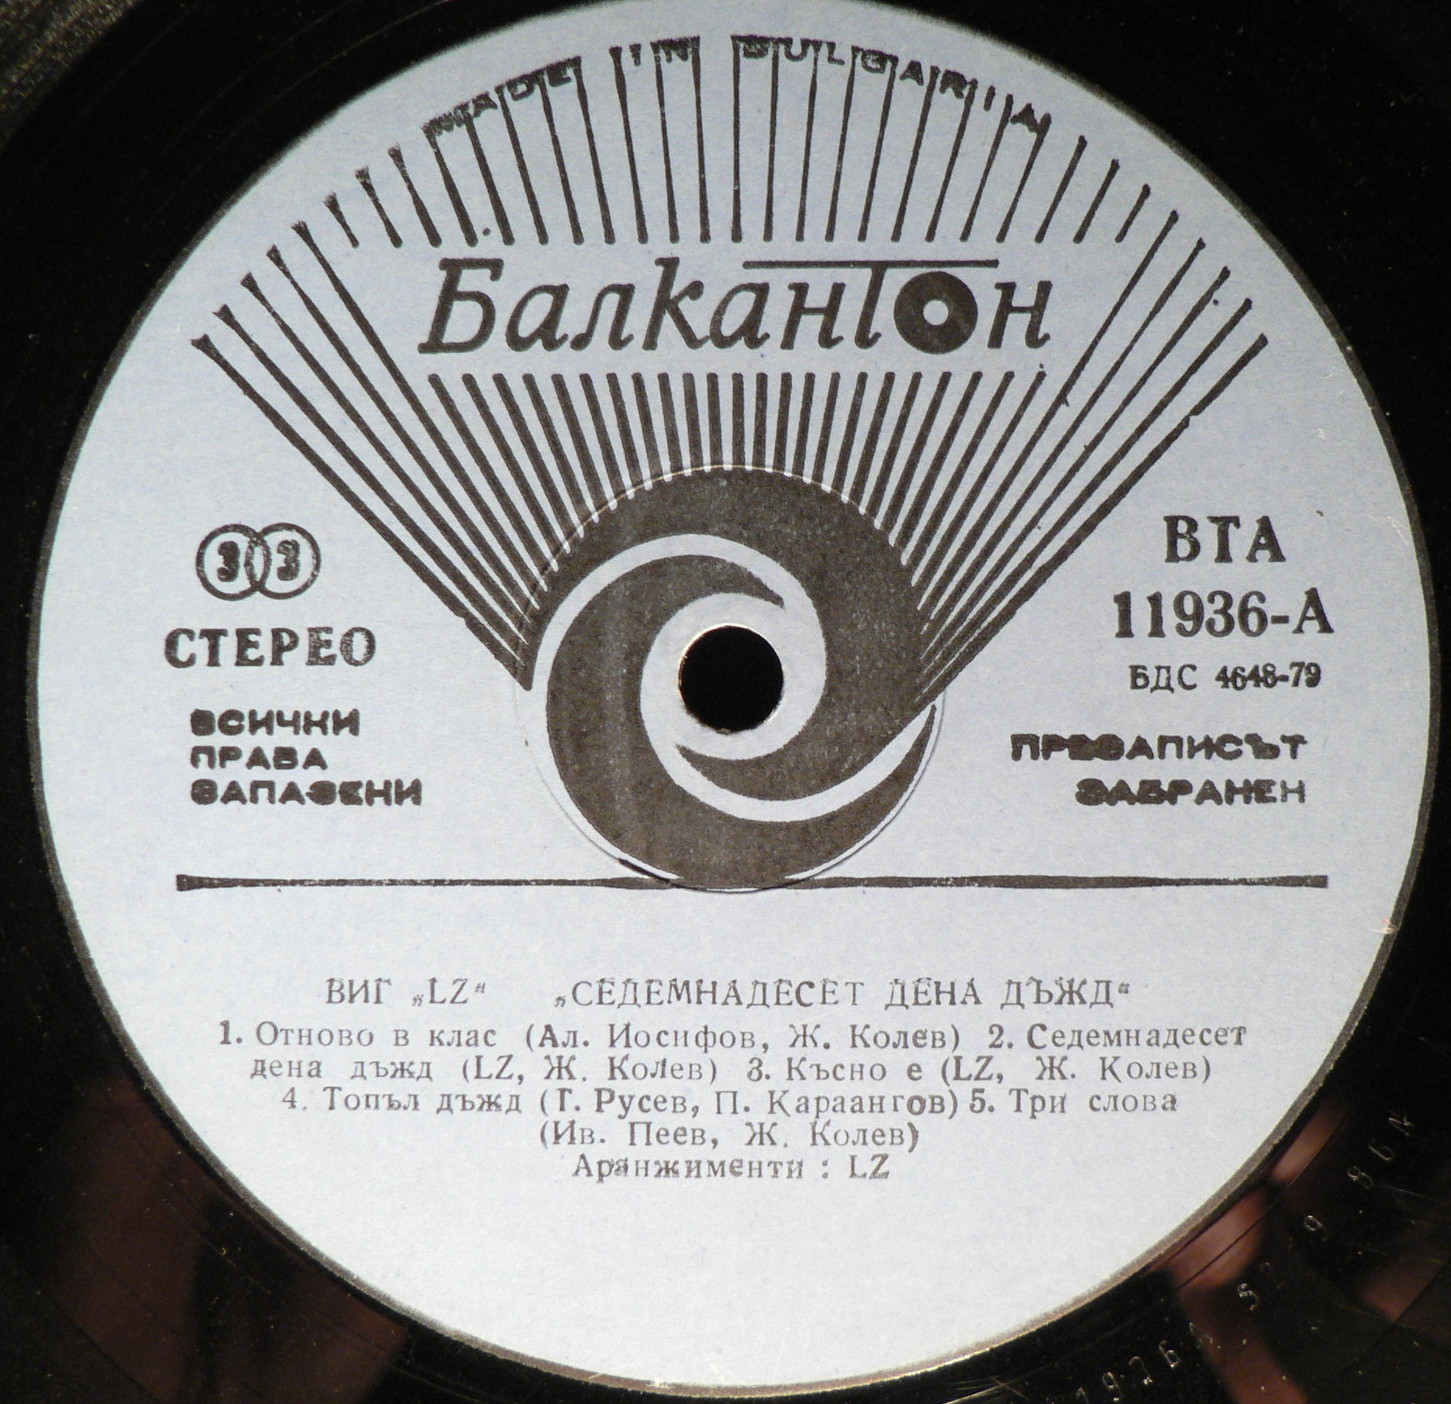 MADE IN BULGARIA
Балкантон
33
СТЕРЕО
ВСИЧКИ
ПРАВА
ЗАПАЗЕНИ
ВТА
11936-А
БДС 4648-79
ПРЕЗАПИСЪТ
ЗАБРАНЕН
ВИГ „LZ“ „СЕДЕМНАДЕСЕТ ДЕНА ДЪЖД“
1. Отново в клас (Ал. Иосифов, Ж. Колев) 2. Седемнадесет
дена дъжд (LZ, Ж. Колев) 3. Късно е (LZ, Ж. Колев)
4. Топъл дъжд (Т. Русев, П. Караангов) 5. Три слова
(Ив. Пеев, Ж. Колев)
Аранжименти : LZ